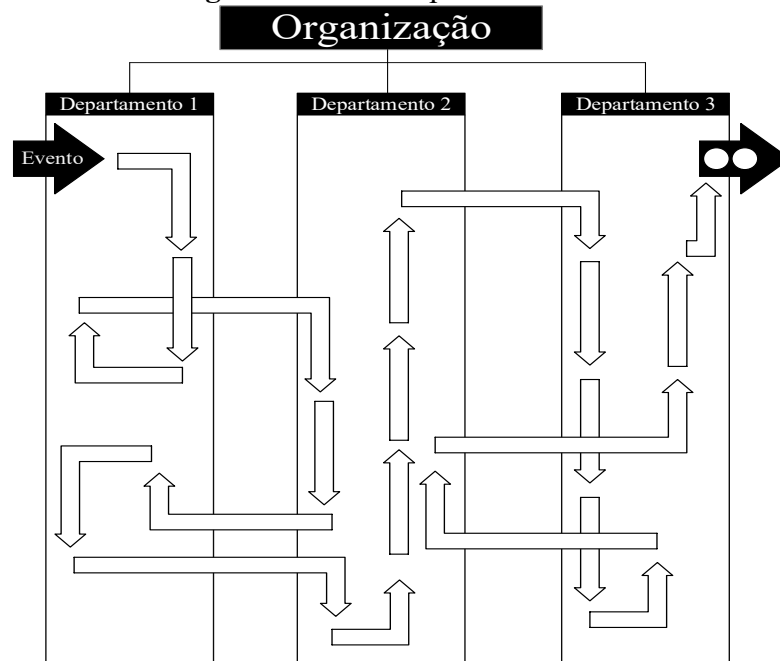 Organização
Departamento 1
Departamento 2
Departamento 3
Evento